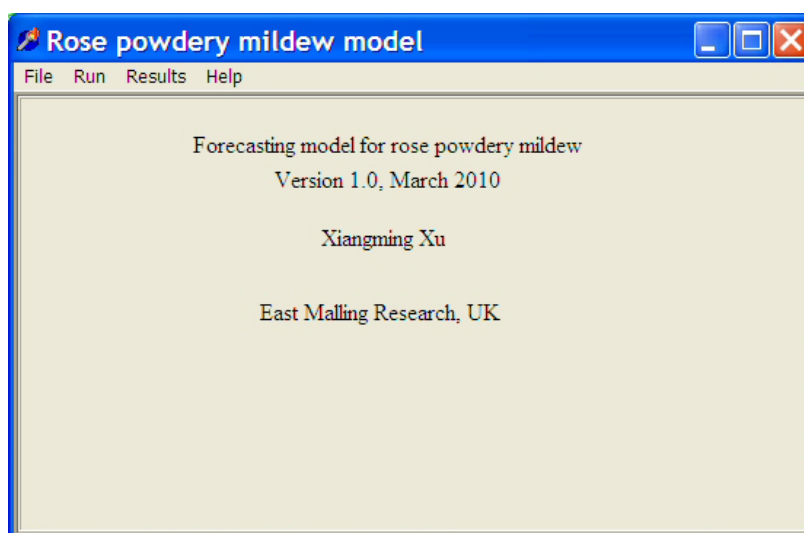 Rose powdery mildew model
File Run Results Help
Forecasting model for rose powdery mildew
Version 1.0, March 2010
Xiangming Xu
East Malling Research, UK